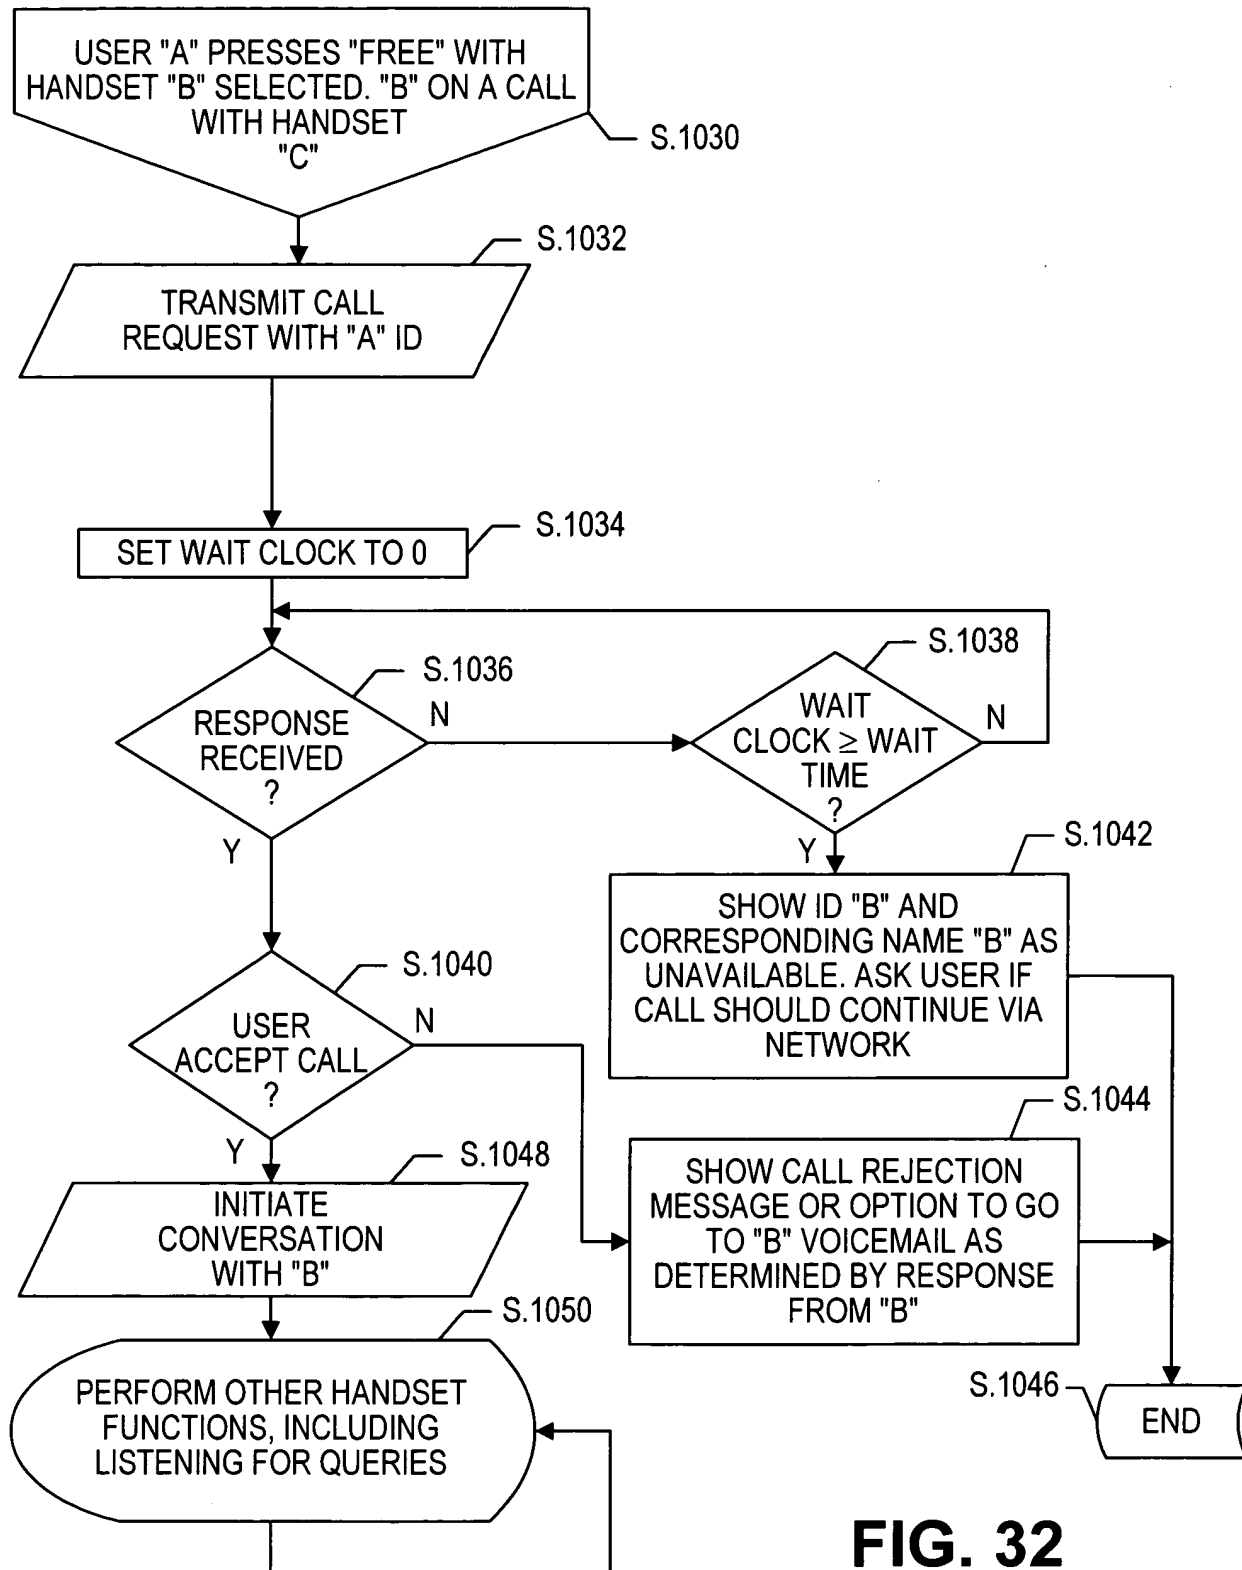 USER "A" PRESSES "FREE" WITH
HANDSET "B" SELECTED. "B" ON A CALL
WITH HANDSET
"C"
S.1030
S.1032
TRANSMIT CALL
REQUEST WITH "A" ID
S.1034
SET WAIT CLOCK TO 0
S.1036
RESPONSE
RECEIVED
?
N
Y
S.1038
WAIT
CLOCK ≥ WAIT
TIME
?
N
Y
S.1042
SHOW ID "B" AND
CORRESPONDING NAME "B" AS
UNAVAILABLE. ASK USER IF
CALL SHOULD CONTINUE VIA
NETWORK
S.1040
USER
ACCEPT CALL
?
N
Y
S.1044
SHOW CALL REJECTION
MESSAGE OR OPTION TO GO
TO "B" VOICEMAIL AS
DETERMINED BY RESPONSE
FROM "B"
S.1048
INITIATE
CONVERSATION
WITH "B"
S.1050
PERFORM OTHER HANDSET
FUNCTIONS, INCLUDING
LISTENING FOR QUERIES
S.1046
END
FIG. 32